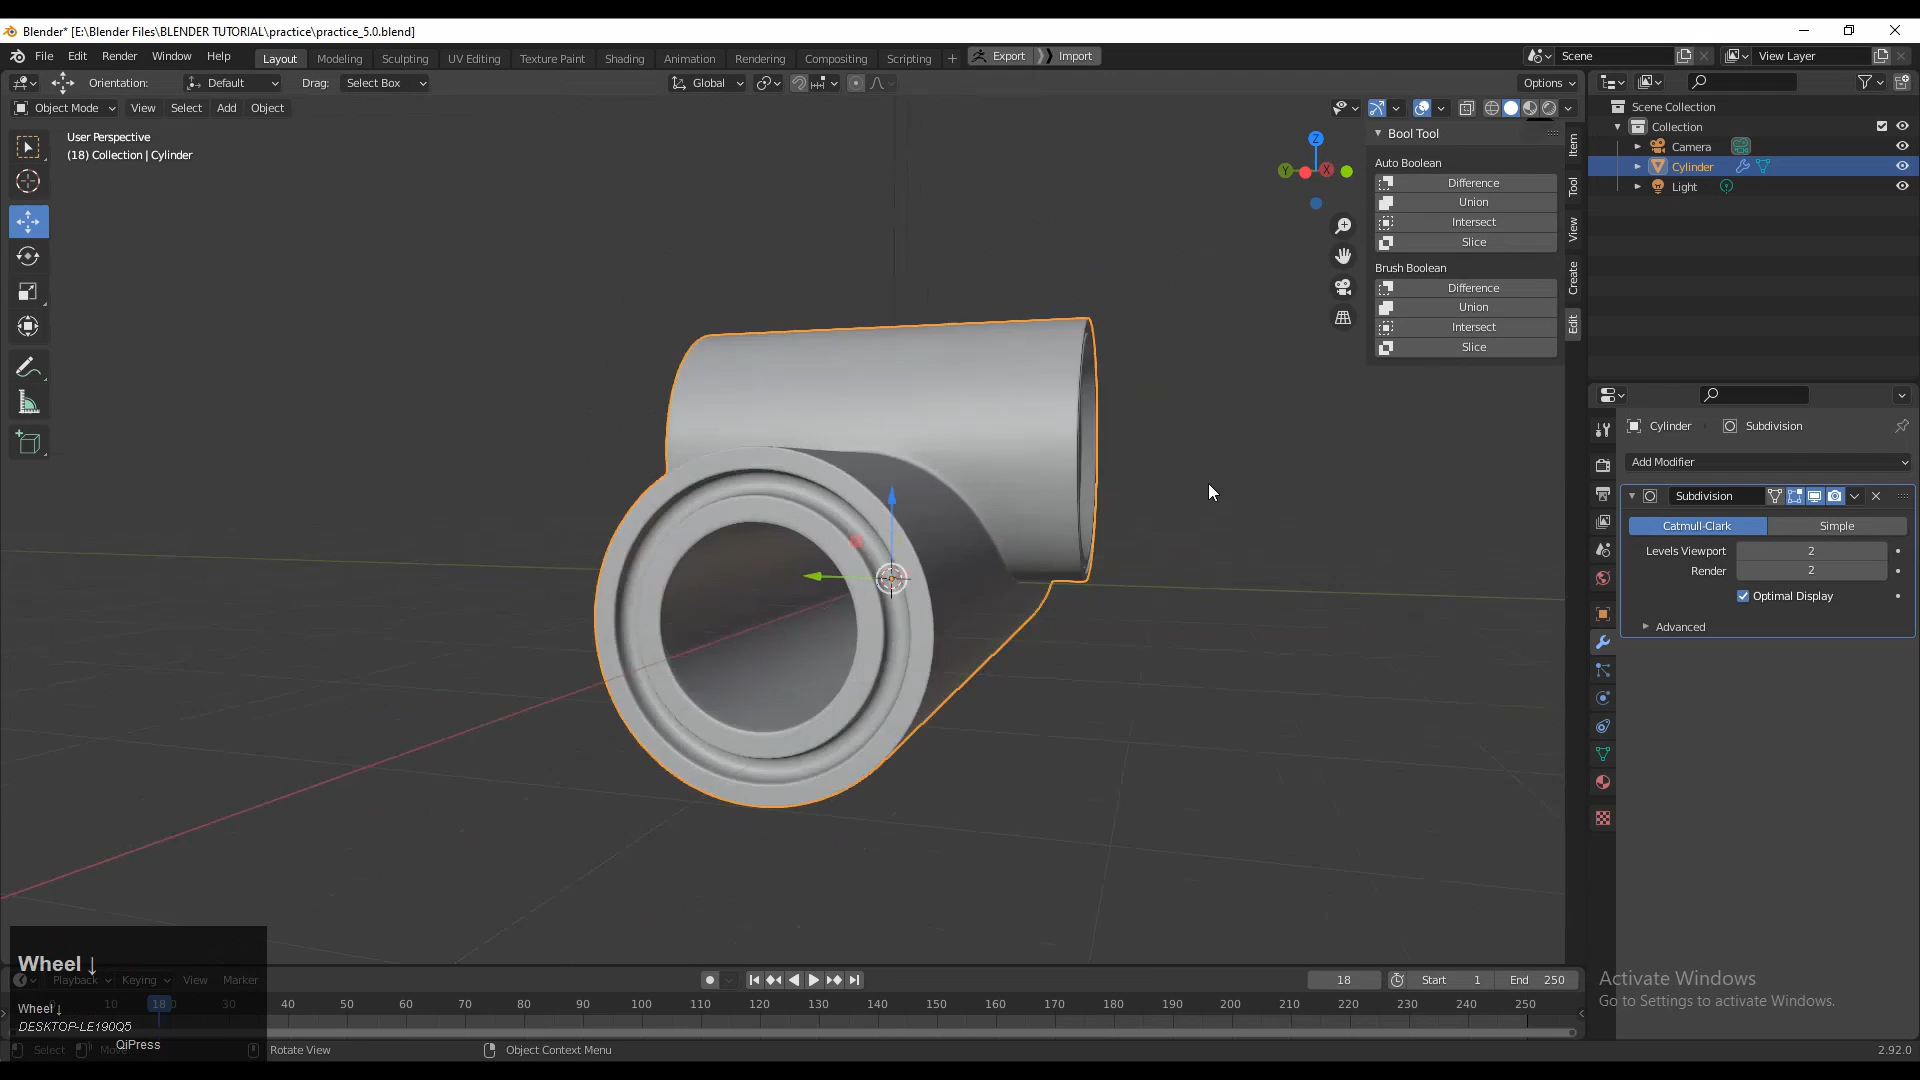 Blender* [E:\Blender Files\BLENDER TUTORIAL\practice\practice_5.0.blend]
File Edit Render Window Help Layout Modeling Sculpting UV Editing Texture Paint Shading Animation Rendering Compositing Scripting + Export Import Scene View Layer
Orientation: Default Drag: Select Box Global Options
Object Mode View Select Add Object
User Perspective
(18) Collection | Cylinder
Z
Y
X
Bool Tool
Auto Boolean
Difference
Union
Intersect
Slice
Brush Boolean
Difference
Union
Intersect
Slice
Item
Tool
View
Create
Edit
Scene Collection
Collection
Camera
Cylinder
Light
Cylinder Subdivision
Add Modifier
Subdivision
Catmull-Clark Simple
Levels Viewport 2
Render 2
Optimal Display
Advanced
Wheel ↓
Playback Keying View Marker
18 Start 1 End 250
0 10 18 30 40 50 60 70 80 90 100 110 120 130 140 150 160 170 180 190 200 210 220 230 240 250
Wheel ↓
DESKTOP-LE190Q5
QiPress
Select Move Rotate View Object Context Menu
Activate Windows
Go to Settings to activate Windows.
2.92.0